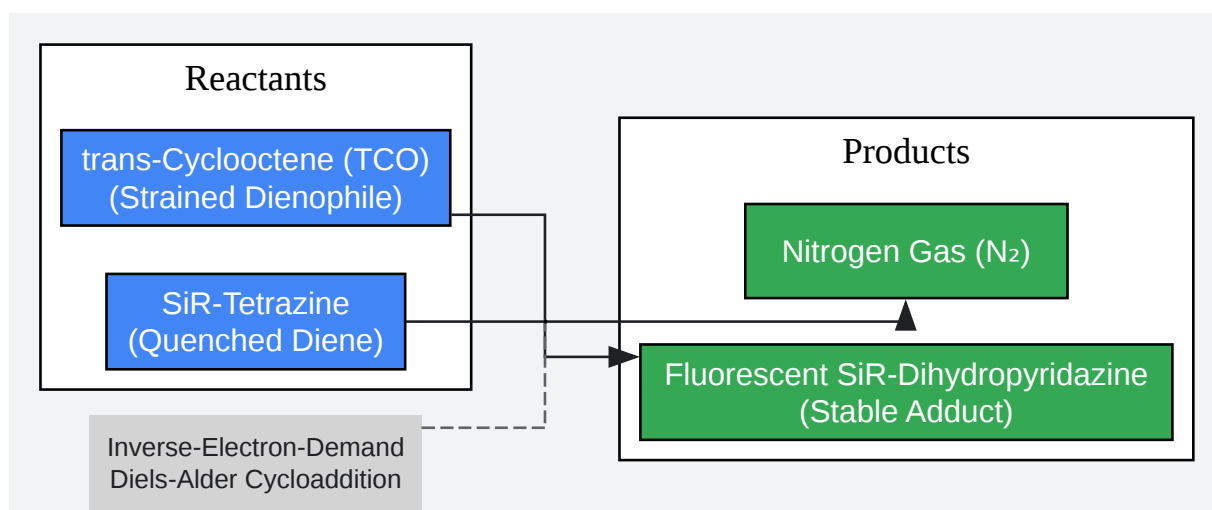 Reactants
trans-Cyclooctene (TCO)
(Strained Dienophile)
SiR-Tetrazine
(Quenched Diene)
Inverse-Electron-Demand
Diels-Alder Cycloaddition
Products
Nitrogen Gas (N₂)
Fluorescent SiR-Dihydropyridazine
(Stable Adduct)